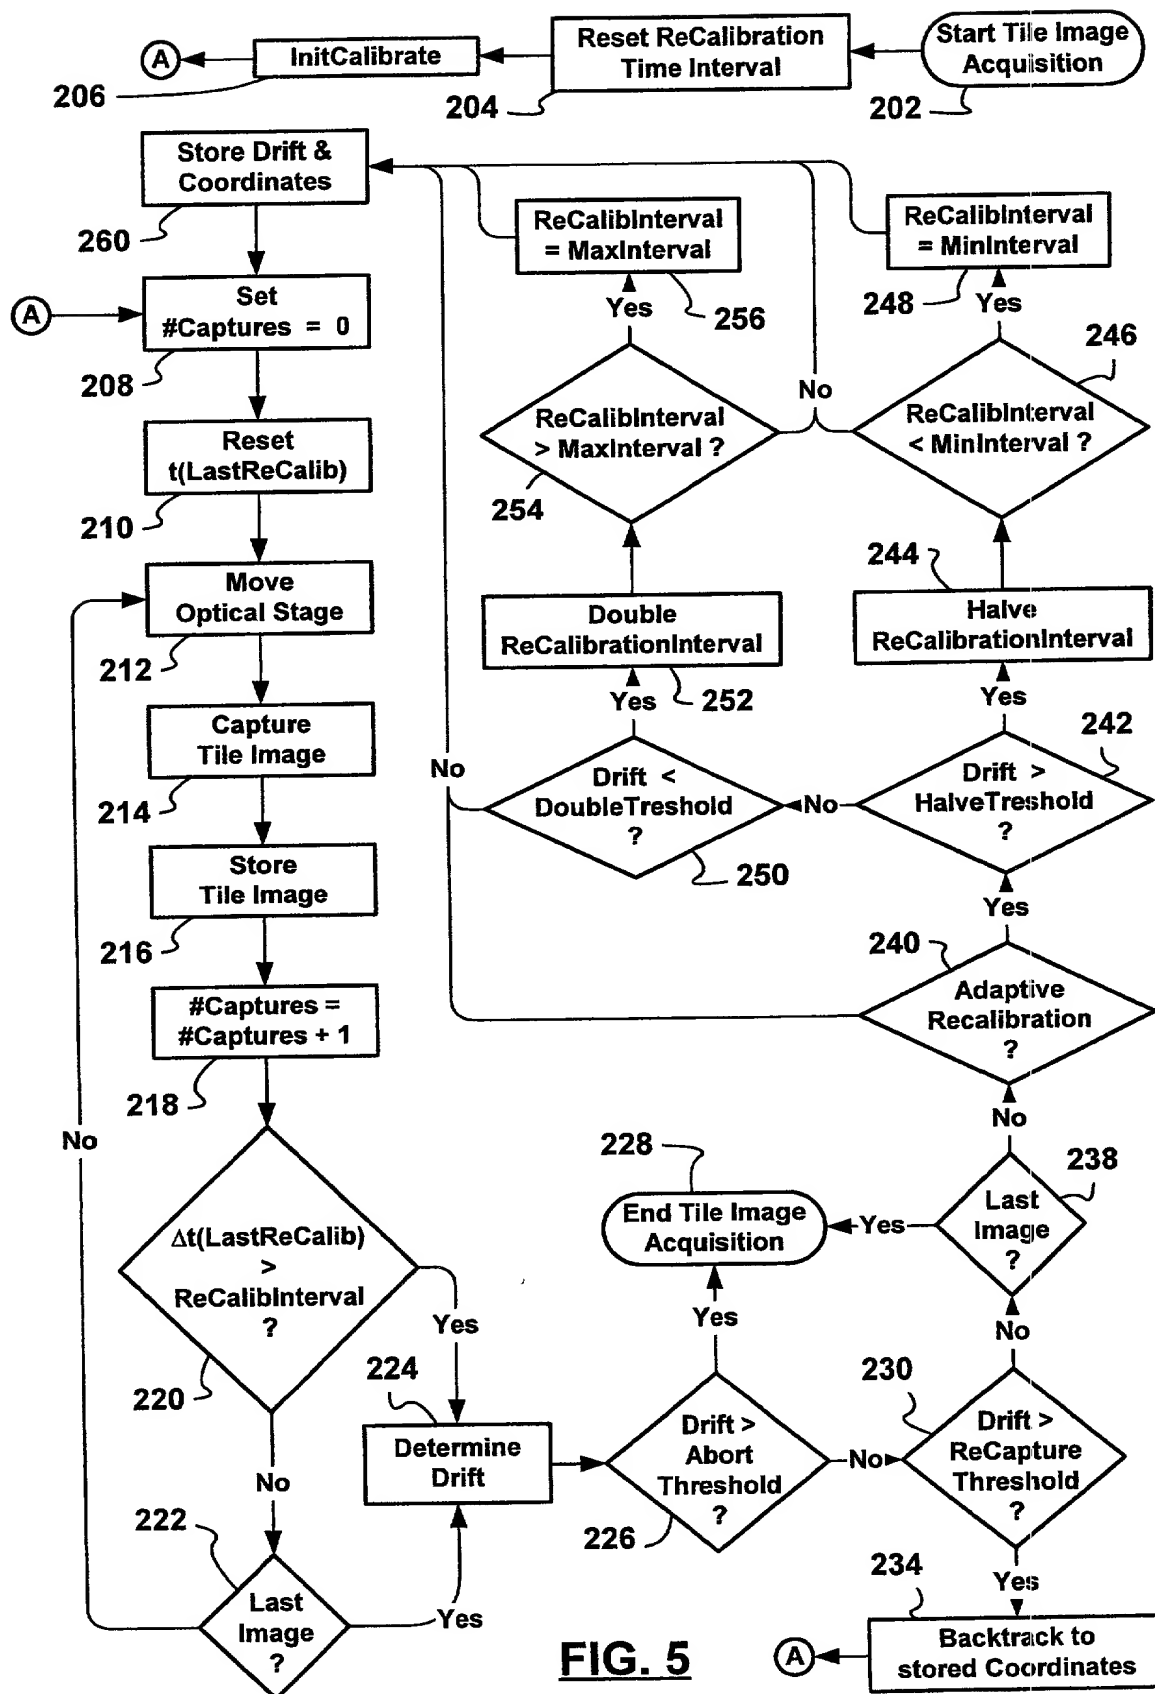 Start Tile Image
Acquisition
202
Reset ReCalibration
Time Interval
204
InitCalibrate
206
A
Store Drift &
Coordinates
260
A
Set
#Captures = 0
208
Reset
t(LastReCalib)
210
Move
Optical Stage
212
Capture
Tile Image
214
Store
Tile Image
216
#Captures =
#Captures + 1
218
Δt(LastReCalib)
>
ReCalibInterval
?
220
Yes
No
No
222
Last
Image
?
Yes
224
Determine
Drift
Drift >
Abort
Threshold
?
226
Yes
228
End Tile Image
Acquisition
No
230
Drift >
ReCapture
Threshold
?
Yes
234
Backtrack to
stored Coordinates
A
No
238
Last
Image
?
Yes
No
240
Adaptive
Recalibration
?
Yes
242
Drift >
HalveTreshold
?
No
Yes
244
Halve
ReCalibrationInterval
246
ReCalibInterval
< MinInterval ?
No
Yes
ReCalibInterval
= MinInterval
248
Drift <
DoubleTreshold
?
250
No
Yes
Double
ReCalibrationInterval
252
ReCalibInterval
> MaxInterval ?
254
Yes
ReCalibInterval
= MaxInterval
256
FIG. 5